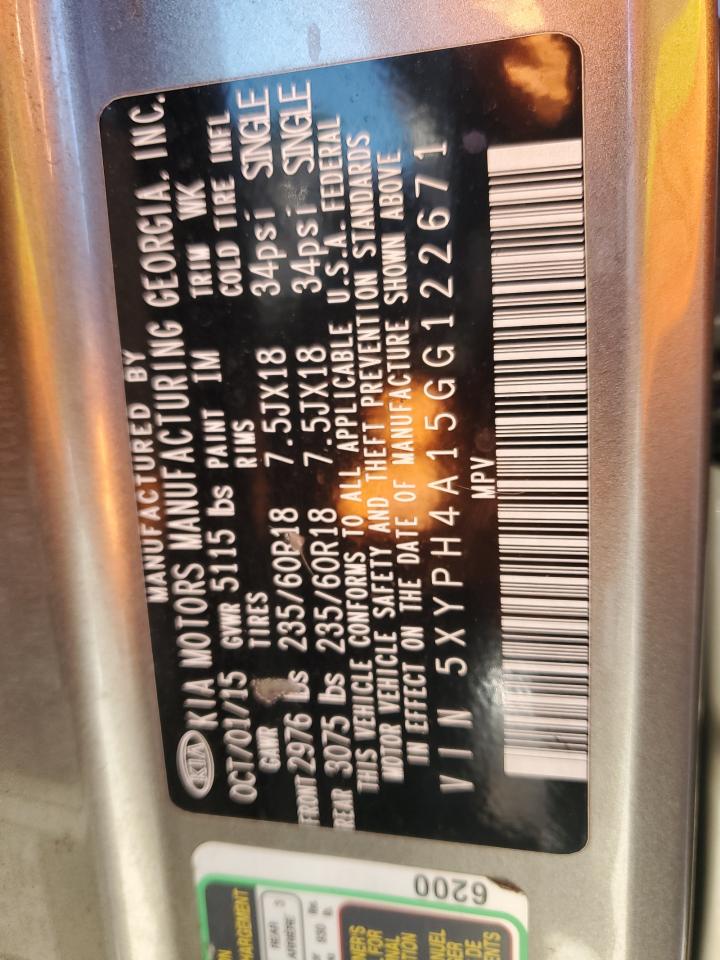 MANUFACTURED BY
KIA KIA MOTORS MANUFACTURING GEORGIA, INC.
OCT/01/15 GVWR 5115 lbs PAINT IM TRIM WK
GAWR TIRES RIMS COLD TIRE INFL
FRONT 2976 lbs 235/60R18 7.5JX18 34psi SINGLE
REAR 3075 lbs 235/60R18 7.5JX18 34psi SINGLE
THIS VEHICLE CONFORMS TO ALL APPLICABLE U.S.A. FEDERAL
MOTOR VEHICLE SAFETY AND THEFT PREVENTION STANDARDS
IN EFFECT ON THE DATE OF MANUFACTURE SHOWN ABOVE
VIN 5XYPH4A15GG122671
MPV
6200
REAR